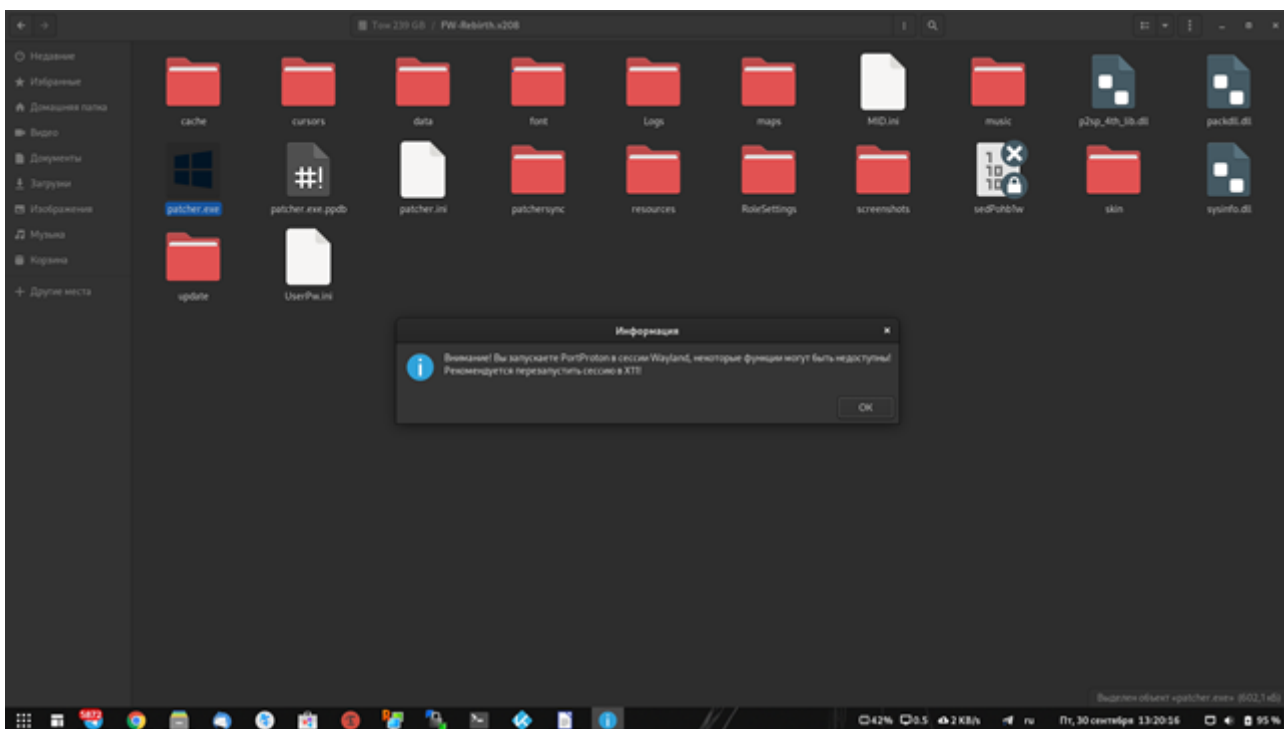 Том 239 GB / FW-Rebirth.v208
Недавние
Избранные
Домашняя папка
Видео
Документы
Загрузки
Изображения
Музыка
Корзина
+ Другие места
cache
cursors
data
font
Logs
maps
MID.ini
music
p2sp_4th_lib.dll
packdll.dll
patcher.exe
patcher.exe.ppdb
patcher.ini
patchersync
resources
RoleSettings
screenshots
skin
sysinfo.dll
update
UserPw.ini
Информация
Внимание! Вы запускаете PortProton в сессии Wayland, некоторые функции могут быть недоступны!
Рекомендуется перезапустить сессию в X11!
OK
Выделен объект «patcher.exe» (602,1 кБ)
5872
42% 0.5 2 KB/s ru Пт, 30 сентября 13:20:16 95 %